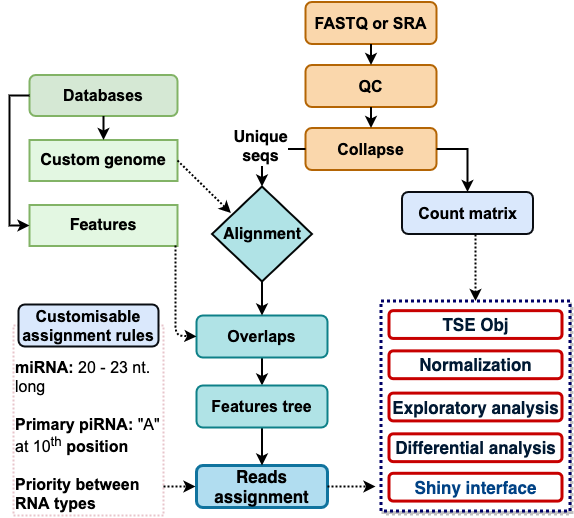 FASTQ or SRA
QC
Collapse
Unique
seqs
Databases
Custom genome
Features
Alignment
Count matrix
Overlaps
Features tree
Reads
assignment
Customisable
assignment rules
miRNA: 20 - 23 nt.
long
Primary piRNA: "A"
at 10th position
Priority between
RNA types
TSE Obj
Normalization
Exploratory analysis
Differential analysis
Shiny interface